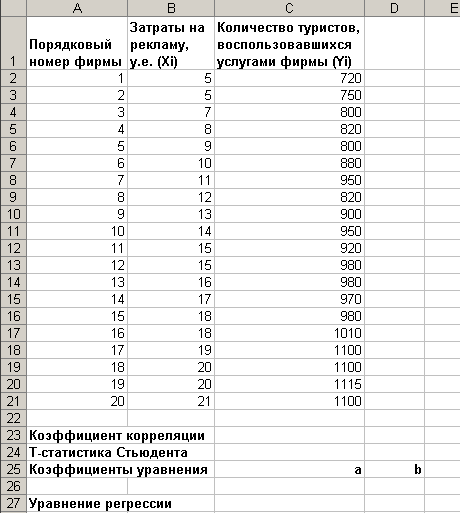 A B C D E
1 Порядковый номер фирмы Затраты на рекламу, у.е. (Xi) Количество туристов, воспользовавшихся услугами фирмы (Yi)
2 1 5 720
3 2 5 750
4 3 7 800
5 4 8 820
6 5 9 800
7 6 10 880
8 7 11 950
9 8 12 820
10 9 13 900
11 10 14 950
12 11 15 920
13 12 15 980
14 13 16 980
15 14 17 970
16 15 18 980
17 16 18 1010
18 17 19 1100
19 18 20 1100
20 19 20 1115
21 20 21 1100
22
23 Коэффициент корреляции
24 Т-статистика Стьюдента
25 Коэффициенты уравнения a b
26
27 Уравнение регрессии